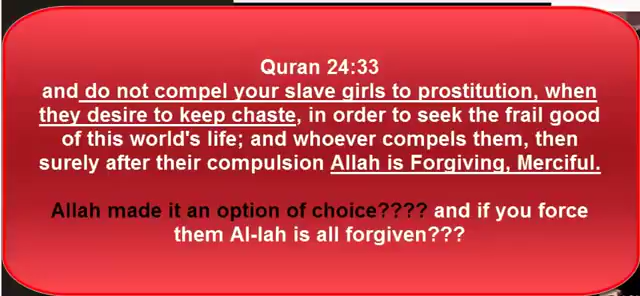 Quran 24:33
and do not compel your slave girls to prostitution, when
they desire to keep chaste, in order to seek the frail good
of this world's life; and whoever compels them, then
surely after their compulsion Allah is Forgiving, Merciful.
Allah made it an option of choice???? and if you force
them Al-lah is all forgiven???